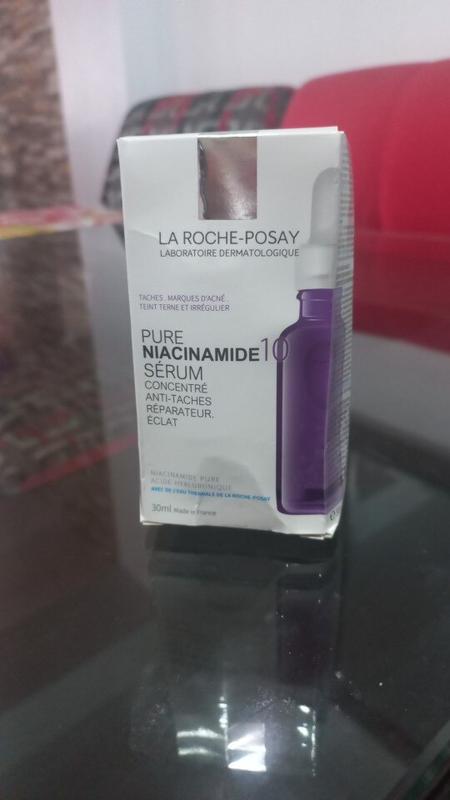 LA ROCHE-POSAY
LABORATOIRE DERMATOLOGIQUE
TACHES . MARQUES D'ACNÉ .
TEINT TERNE ET IRRÉGULIER
PURE
NIACINAMIDE 10
SÉRUM
CONCENTRÉ
ANTI-TACHES
RÉPARATEUR.
ÉCLAT
NIACINAMIDE PURE
ACIDE HYALURONIQUE
AVEC DE L'EAU THERMALE DE LA ROCHE-POSAY
30ml Made in France